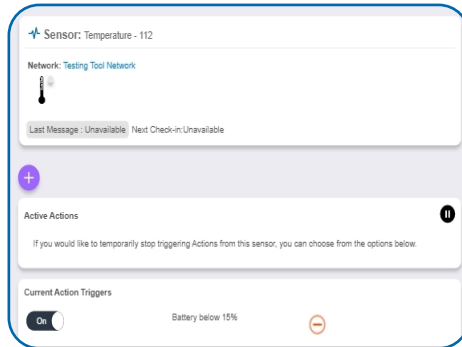 Sensor: Temperature - 112
Network: Testing Tool Network
Last Message : Unavailable Next Check-in:Unavailable
Active Actions
If you would like to temporarily stop triggering Actions from this sensor, you can choose from the options below.
Current Action Triggers
On Battery below 15%